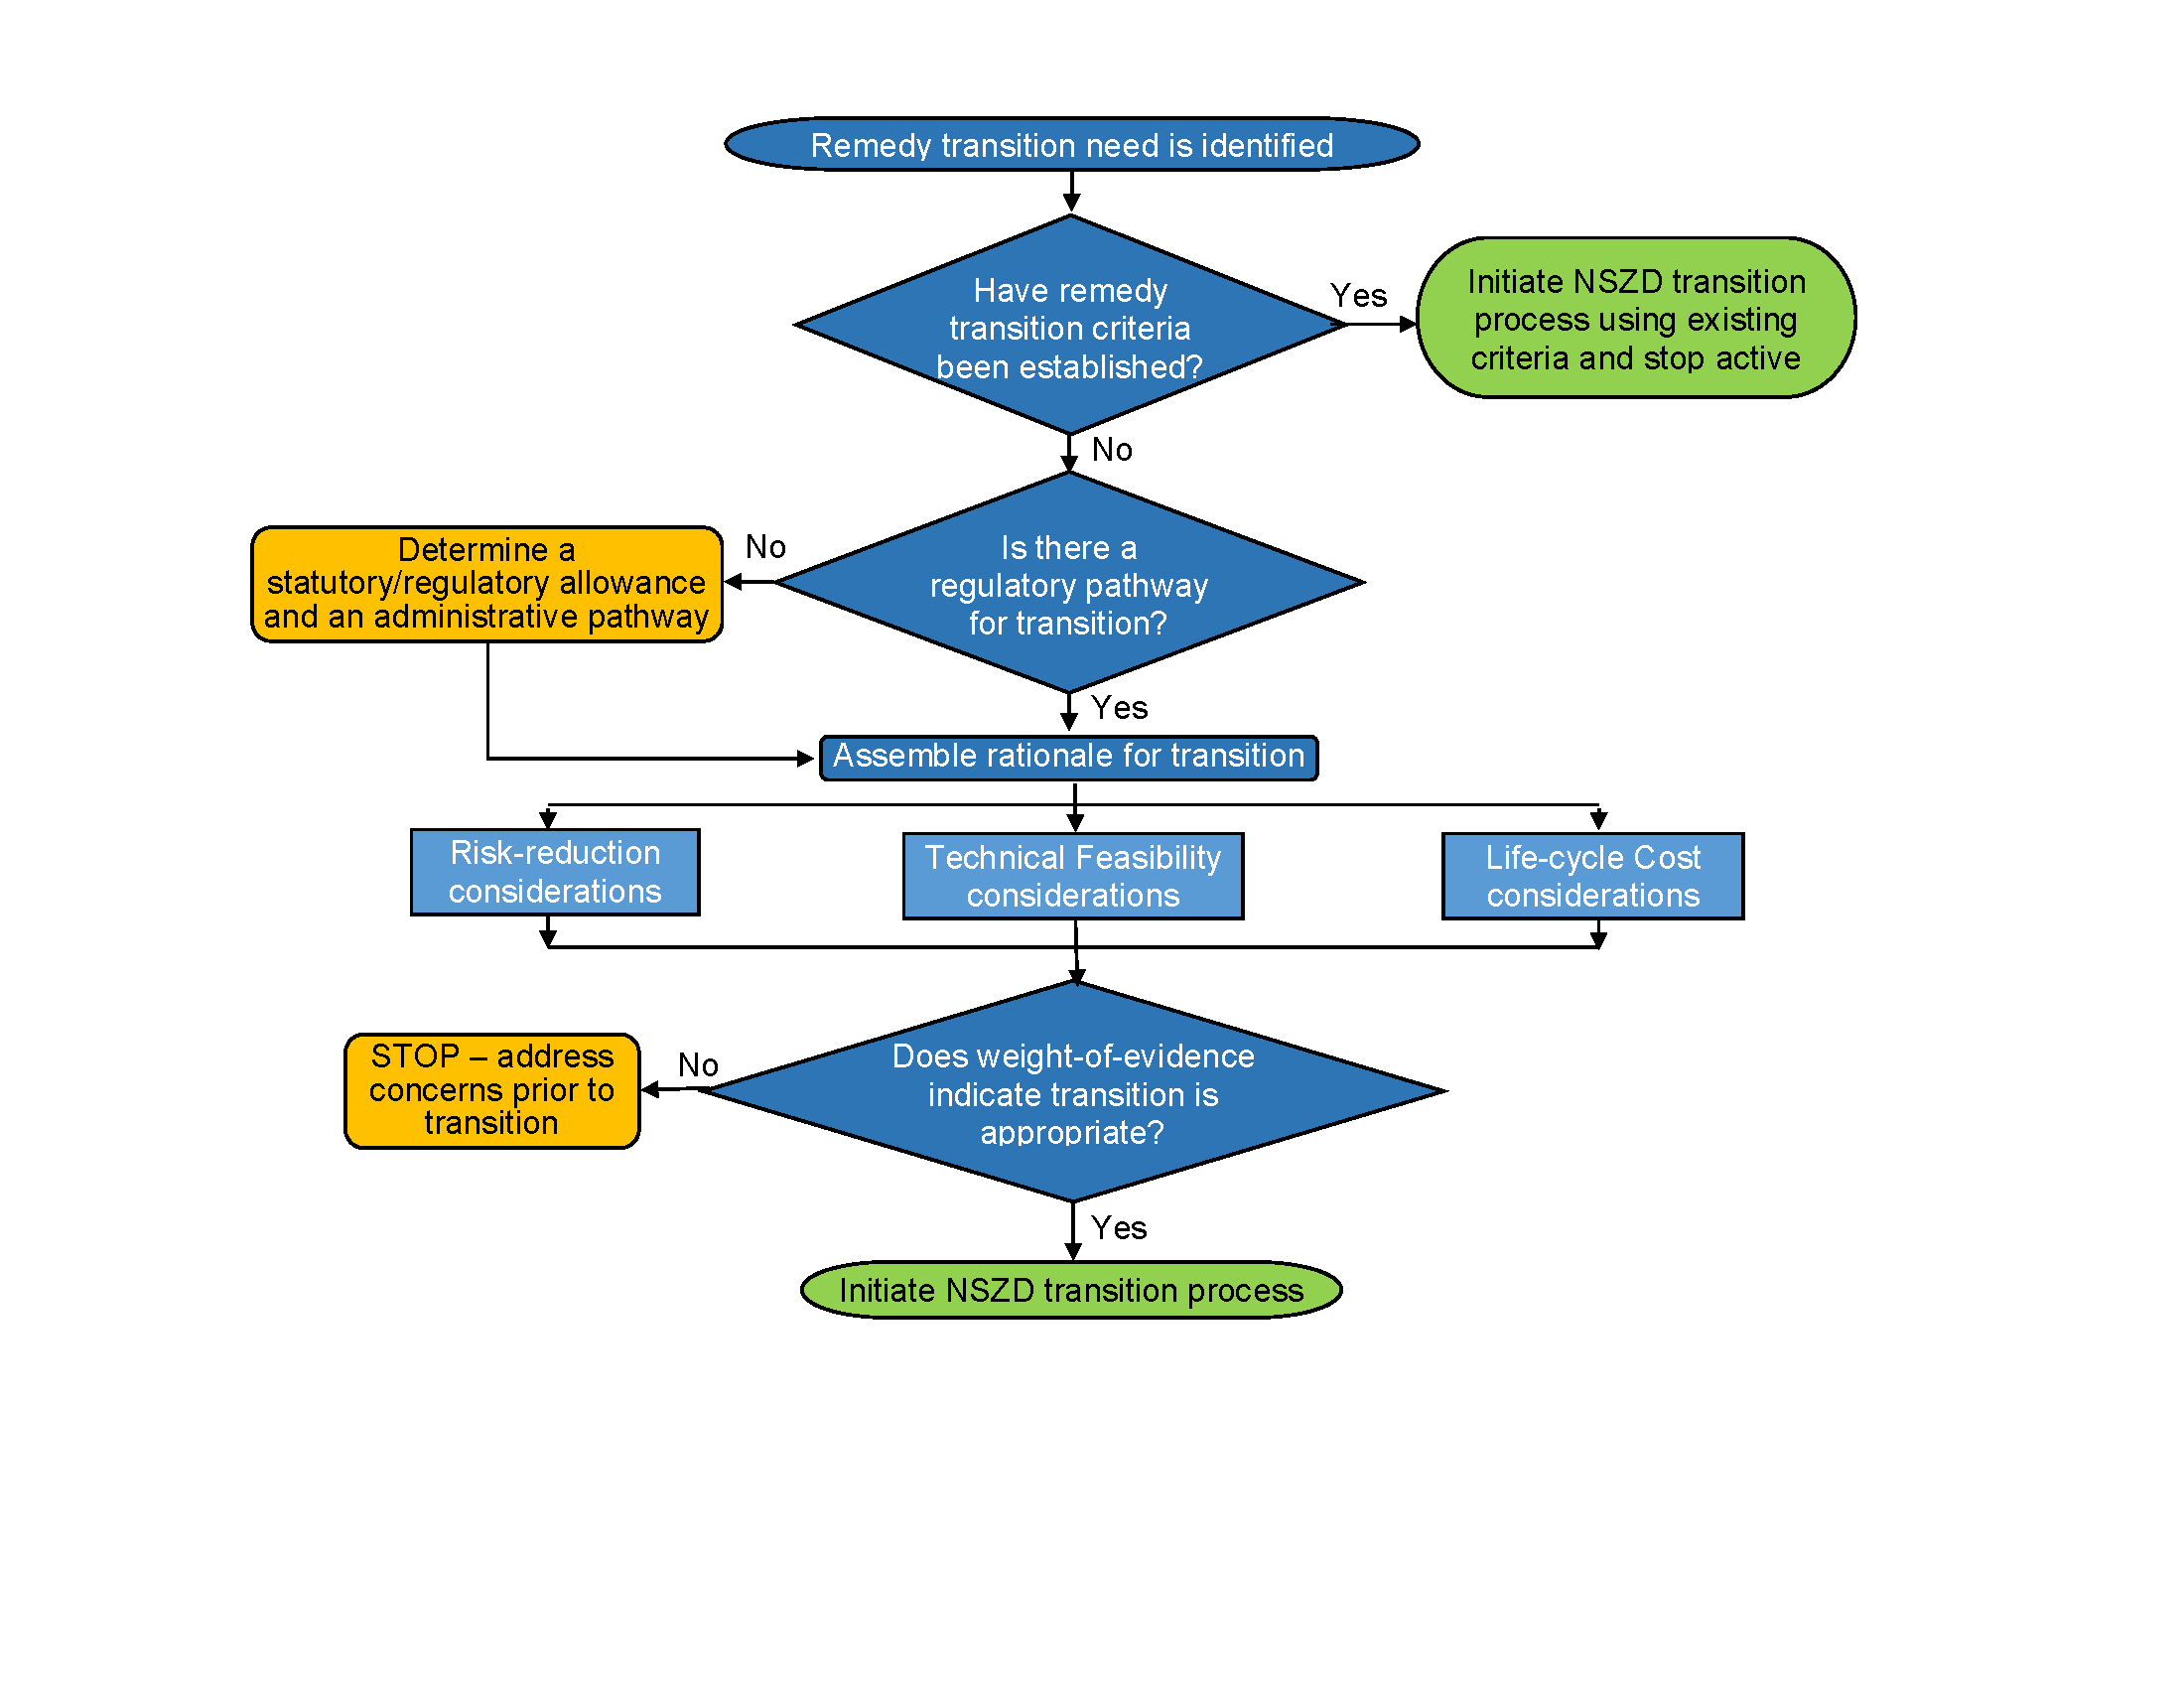 Remedy transition need is identified
Have remedy
transition criteria
been established?
Yes
Initiate NSZD transition
process using existing
criteria and stop active
No
Is there a
regulatory pathway
for transition?
No
Determine a
statutory/regulatory allowance
and an administrative pathway
Yes
Assemble rationale for transition
Risk-reduction
considerations
Technical Feasibility
considerations
Life-cycle Cost
considerations
Does weight-of-evidence
indicate transition is
appropriate?
No
STOP – address
concerns prior to
transition
Yes
Initiate NSZD transition process